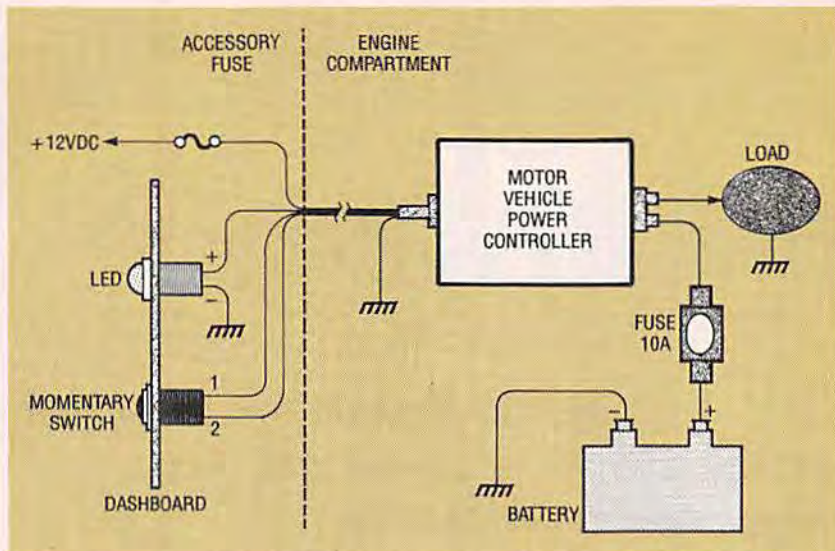 ACCESSORY
FUSE
ENGINE
COMPARTMENT
+12VDC
LED
+
−
MOMENTARY
SWITCH
1
2
DASHBOARD
MOTOR
VEHICLE
POWER
CONTROLLER
LOAD
FUSE
10A
−
+
BATTERY